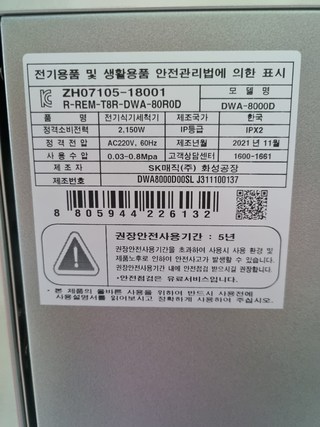 전기용품 및 생활용품 안전관리법에 의한 표시
ZH07105-18001 모 델 명
R-REM-T8R-DWA-80R0D DWA-8000D
품 명 전기식기세척기 제조국가 한국
정격소비전력 2,150W IP등급 IPX2
정 격 전 압 AC220V, 60Hz 제조년월 2021 년 11월
사 용 수 압 0.03-0.8Mpa 고객상담센터 1600-1661
제 조 원 SK매직(주) 화성공장
제조번호 DWA8000D00SL J311100137
8 805944 226132
권장안전사용기간 : 5년
권장안전사용기간을 초과하여 사용시 사용 환경 및
제품노후로 인하여 안전사고가 발생할 수 있습니다.
권장안전사용기간 내에 안전점검 받으시길 권장합니다.
*안전점검은 유료서비스입니다.
* 본 제품의 올바른 사용을 위하여 반드시 사용전에
사용설명서를 읽어보시고 정확하게 사용하여 주십시오.